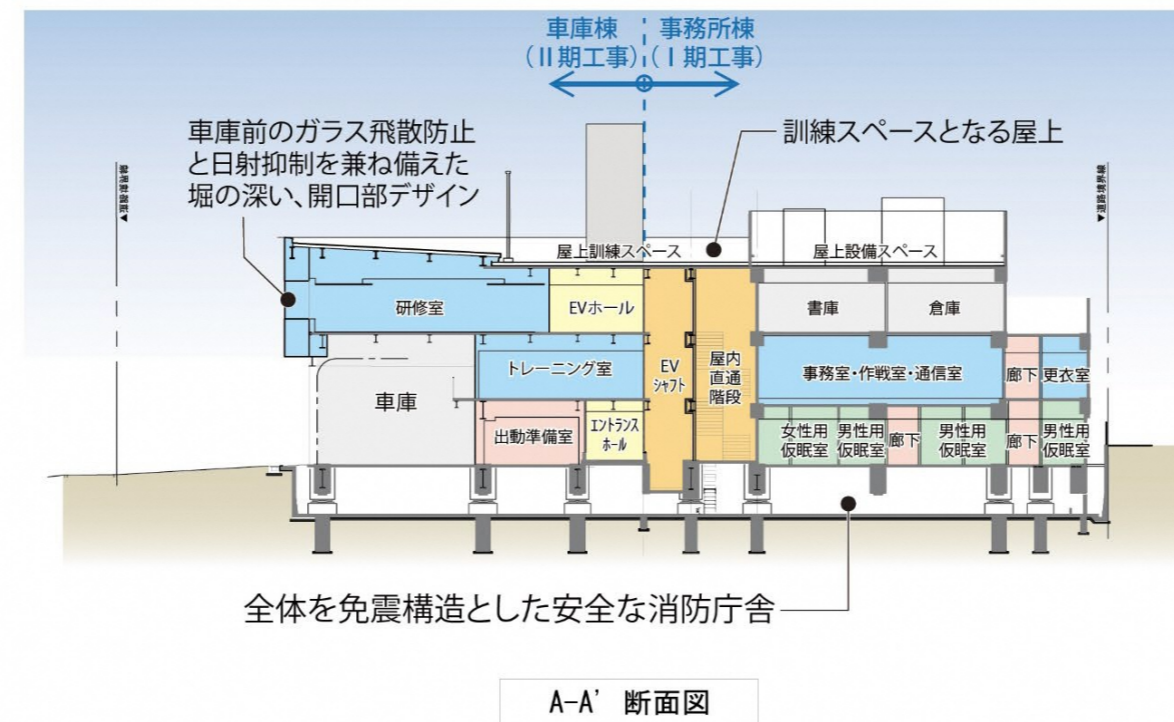 車庫棟
(Ⅱ期工事)
事務所棟
(Ⅰ期工事)
車庫前のガラス飛散防止
と日射抑制を兼ね備えた
堀の深い、開口部デザイン
訓練スペースとなる屋上
▼道路境界線
屋上訓練スペース
屋上設備スペース
研修室
EVホール
書庫
倉庫
トレーニング室
EV
シャフト
屋内
直通
階段
事務室・作戦室・通信室
廊下
更衣室
車庫
出動準備室
エントランス
ホール
女性用
仮眠室
男性用
仮眠室
廊下
男性用
仮眠室
廊下
男性用
仮眠室
全体を免震構造とした安全な消防庁舎
A-A' 断面図